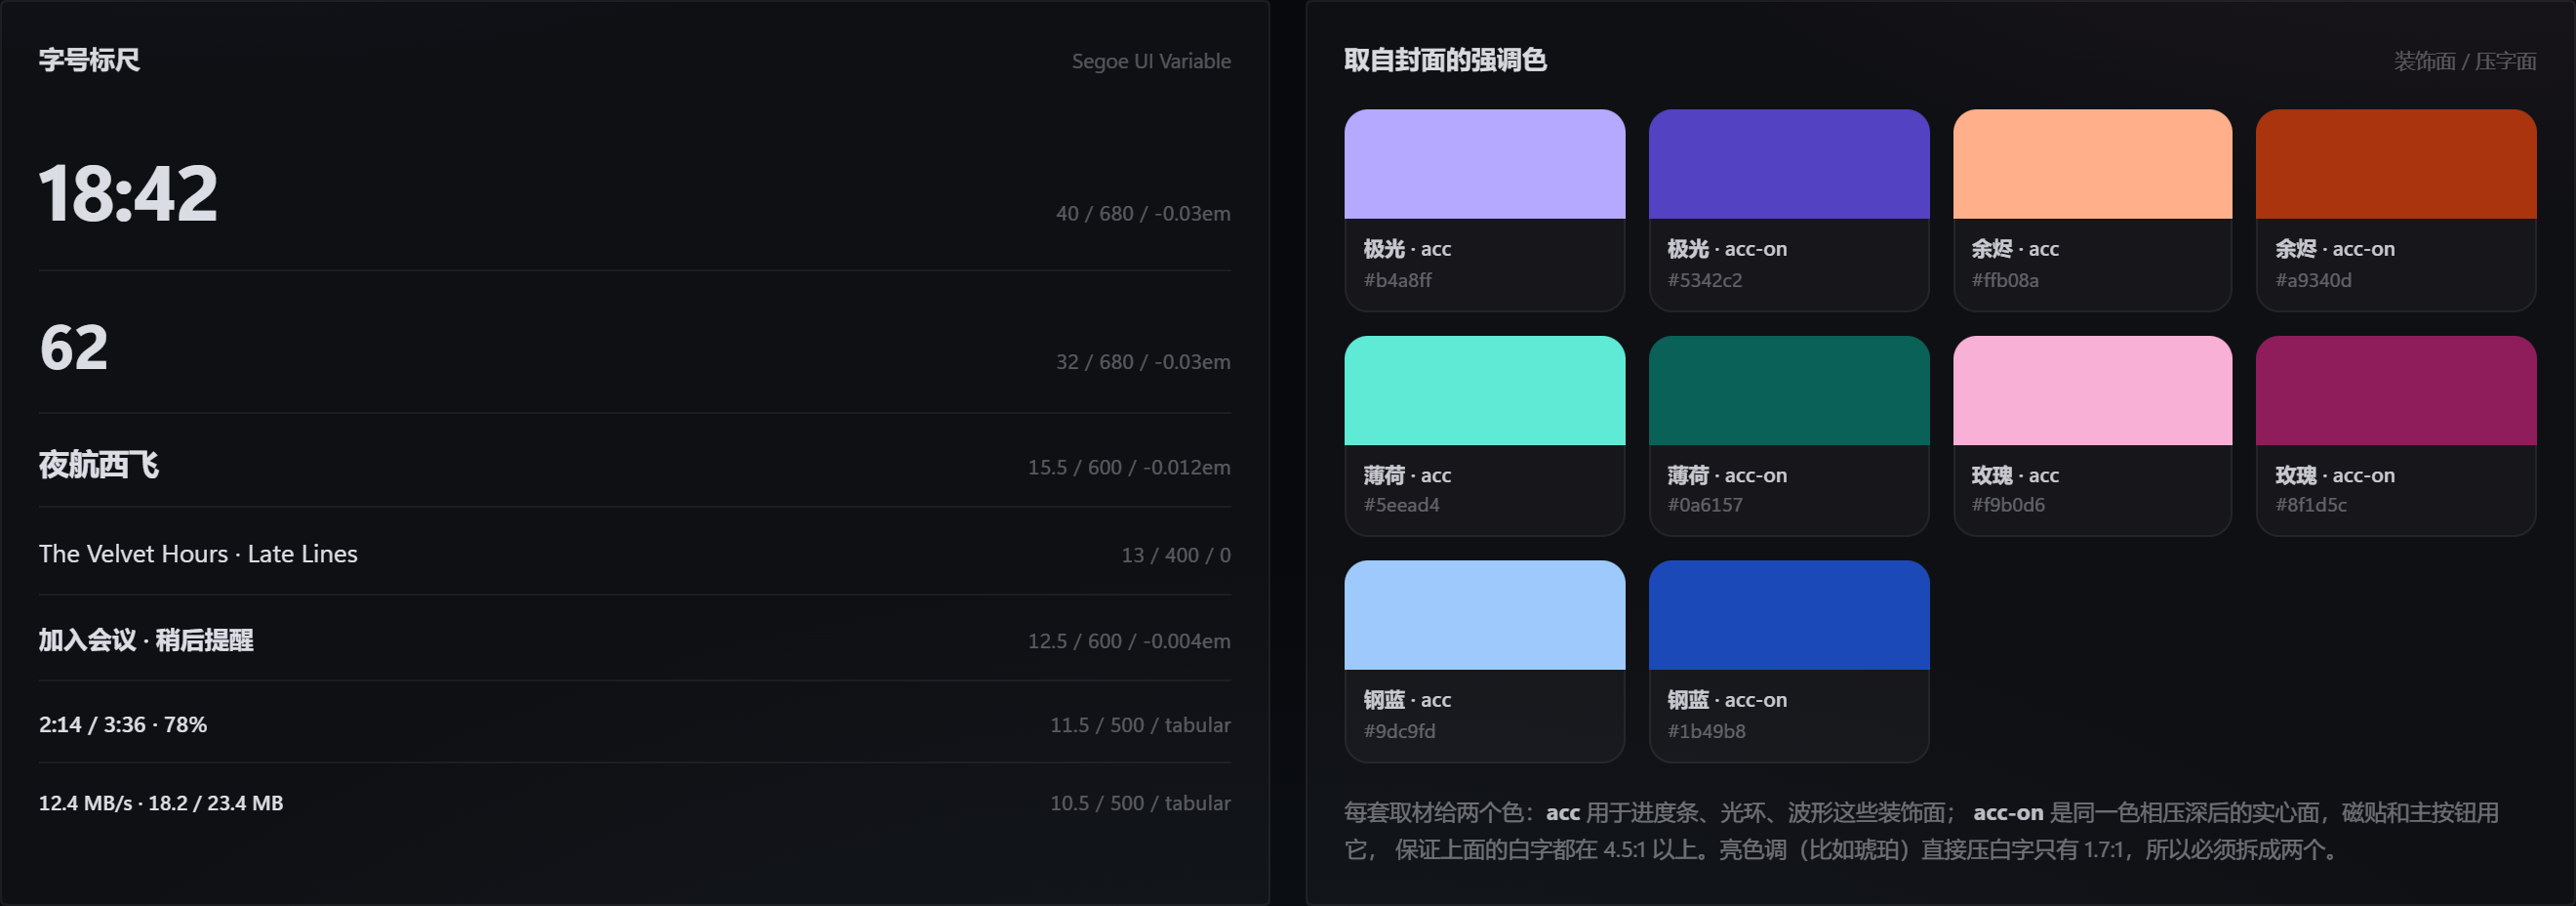 字号标尺
Segoe UI Variable
18:42
40 / 680 / -0.03em
62
32 / 680 / -0.03em
夜航西飞
15.5 / 600 / -0.012em
The Velvet Hours · Late Lines
13 / 400 / 0
加入会议 · 稍后提醒
12.5 / 600 / -0.004em
2:14 / 3:36 · 78%
11.5 / 500 / tabular
12.4 MB/s · 18.2 / 23.4 MB
10.5 / 500 / tabular
取自封面的强调色
装饰面 / 压字面
极光 · acc
#b4a8ff
极光 · acc-on
#5342c2
余烬 · acc
#ffb08a
余烬 · acc-on
#a9340d
薄荷 · acc
#5eead4
薄荷 · acc-on
#0a6157
玫瑰 · acc
#f9b0d6
玫瑰 · acc-on
#8f1d5c
钢蓝 · acc
#9dc9fd
钢蓝 · acc-on
#1b49b8
每套取材给两个色：acc 用于进度条、光环、波形这些装饰面； acc-on 是同一色相压深后的实心面，磁贴和主按钮用
它， 保证上面的白字都在 4.5:1 以上。亮色调（比如琥珀）直接压白字只有 1.7:1，所以必须拆成两个。